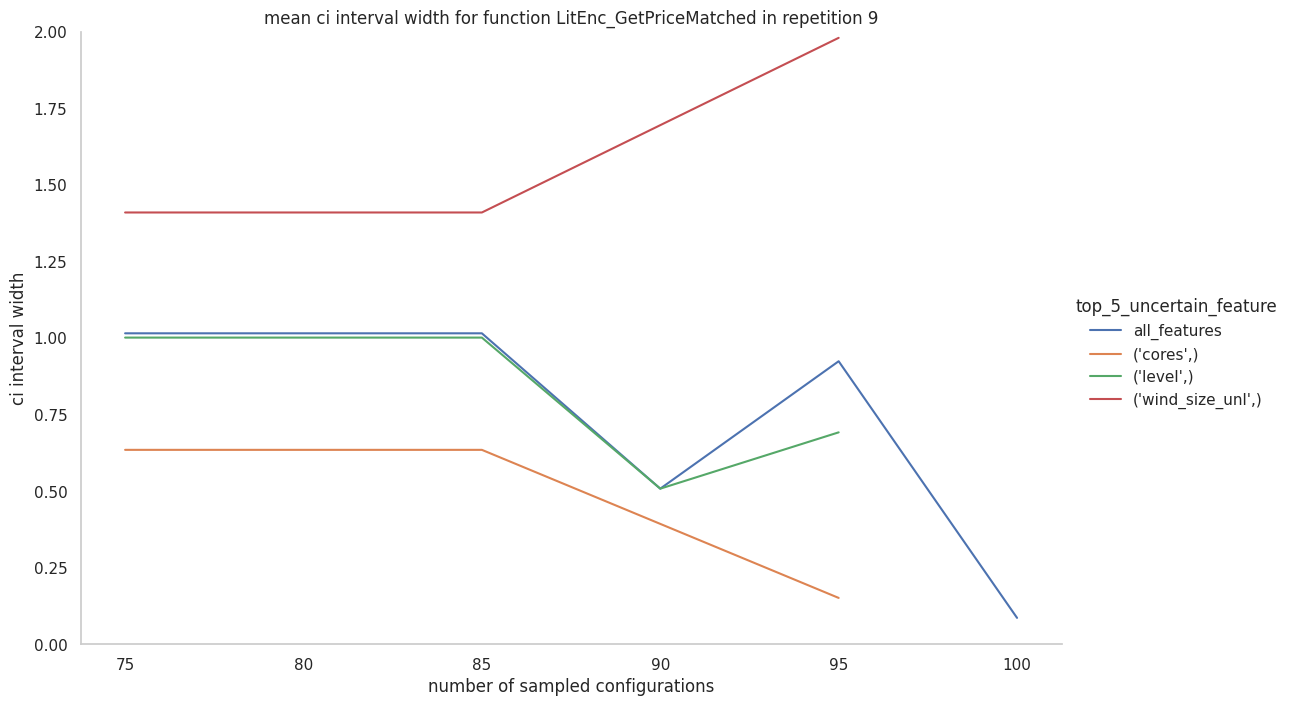 mean ci interval width for function LitEnc_GetPriceMatched in repetition 9
2.00
1.75
1.50
1.25
1.00
0.75
0.50
0.25
0.00
ci interval width
75 80 85 90 95 100
number of sampled configurations
top_5_uncertain_feature
all_features
('cores',)
('level',)
('wind_size_unl',)